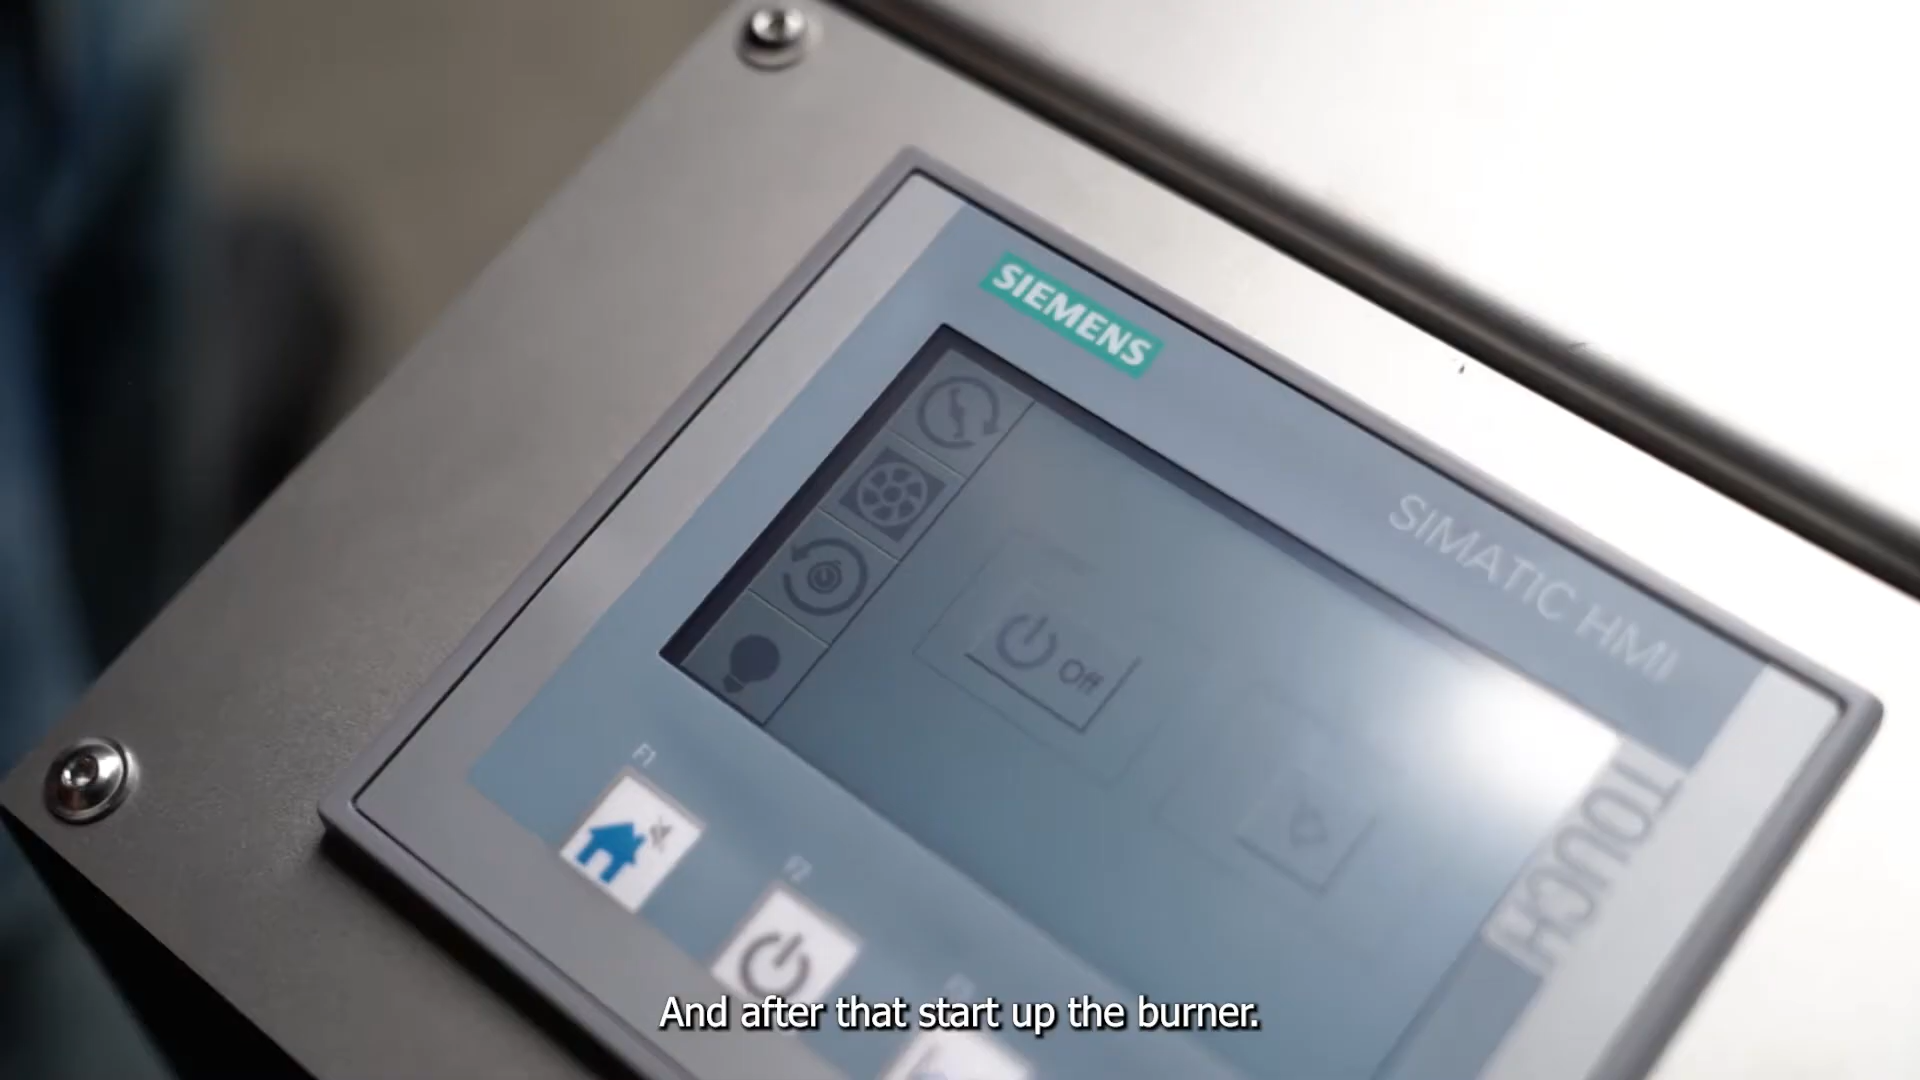 SIEMENS
SIMATIC HMI
TOUCH
Off
F1
F2
And after that start up the burner.